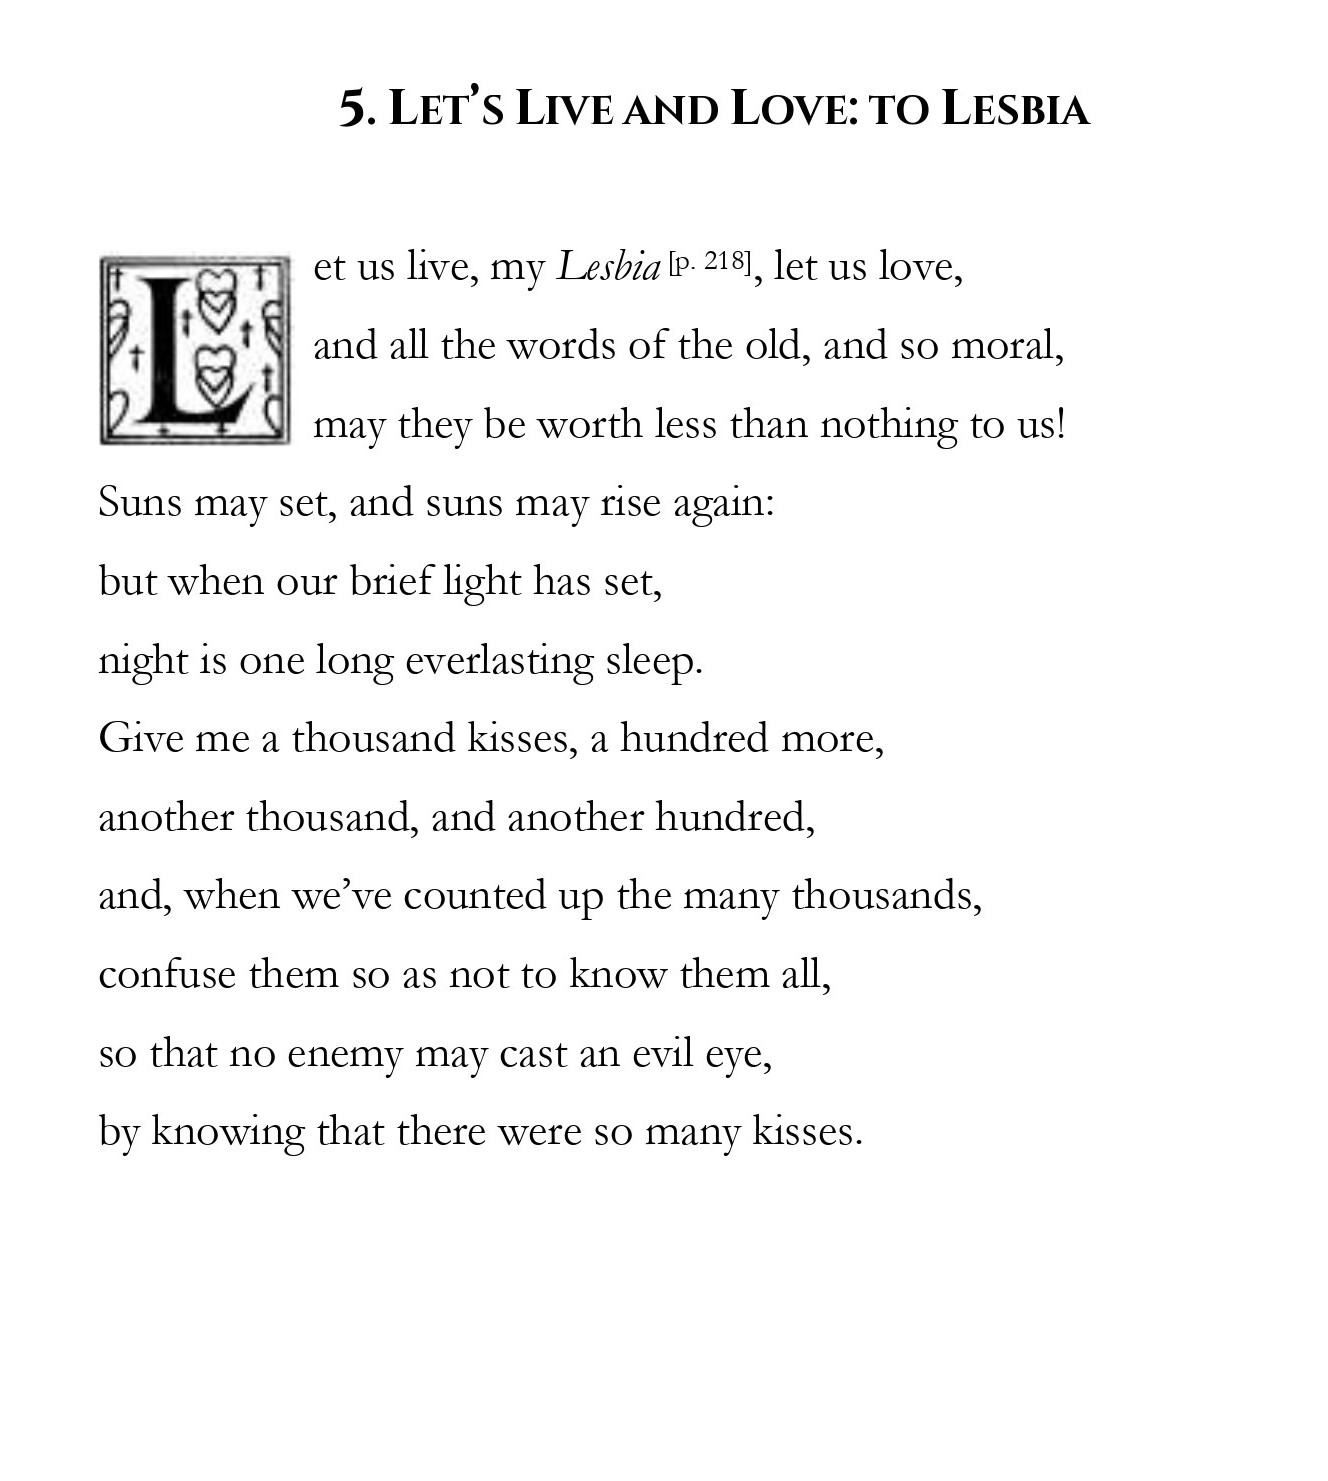 5. Let’s Live and Love: to Lesbia
Let us live, my Lesbia [p. 218], let us love,
and all the words of the old, and so moral,
may they be worth less than nothing to us!
Suns may set, and suns may rise again:
but when our brief light has set,
night is one long everlasting sleep.
Give me a thousand kisses, a hundred more,
another thousand, and another hundred,
and, when we’ve counted up the many thousands,
confuse them so as not to know them all,
so that no enemy may cast an evil eye,
by knowing that there were so many kisses.